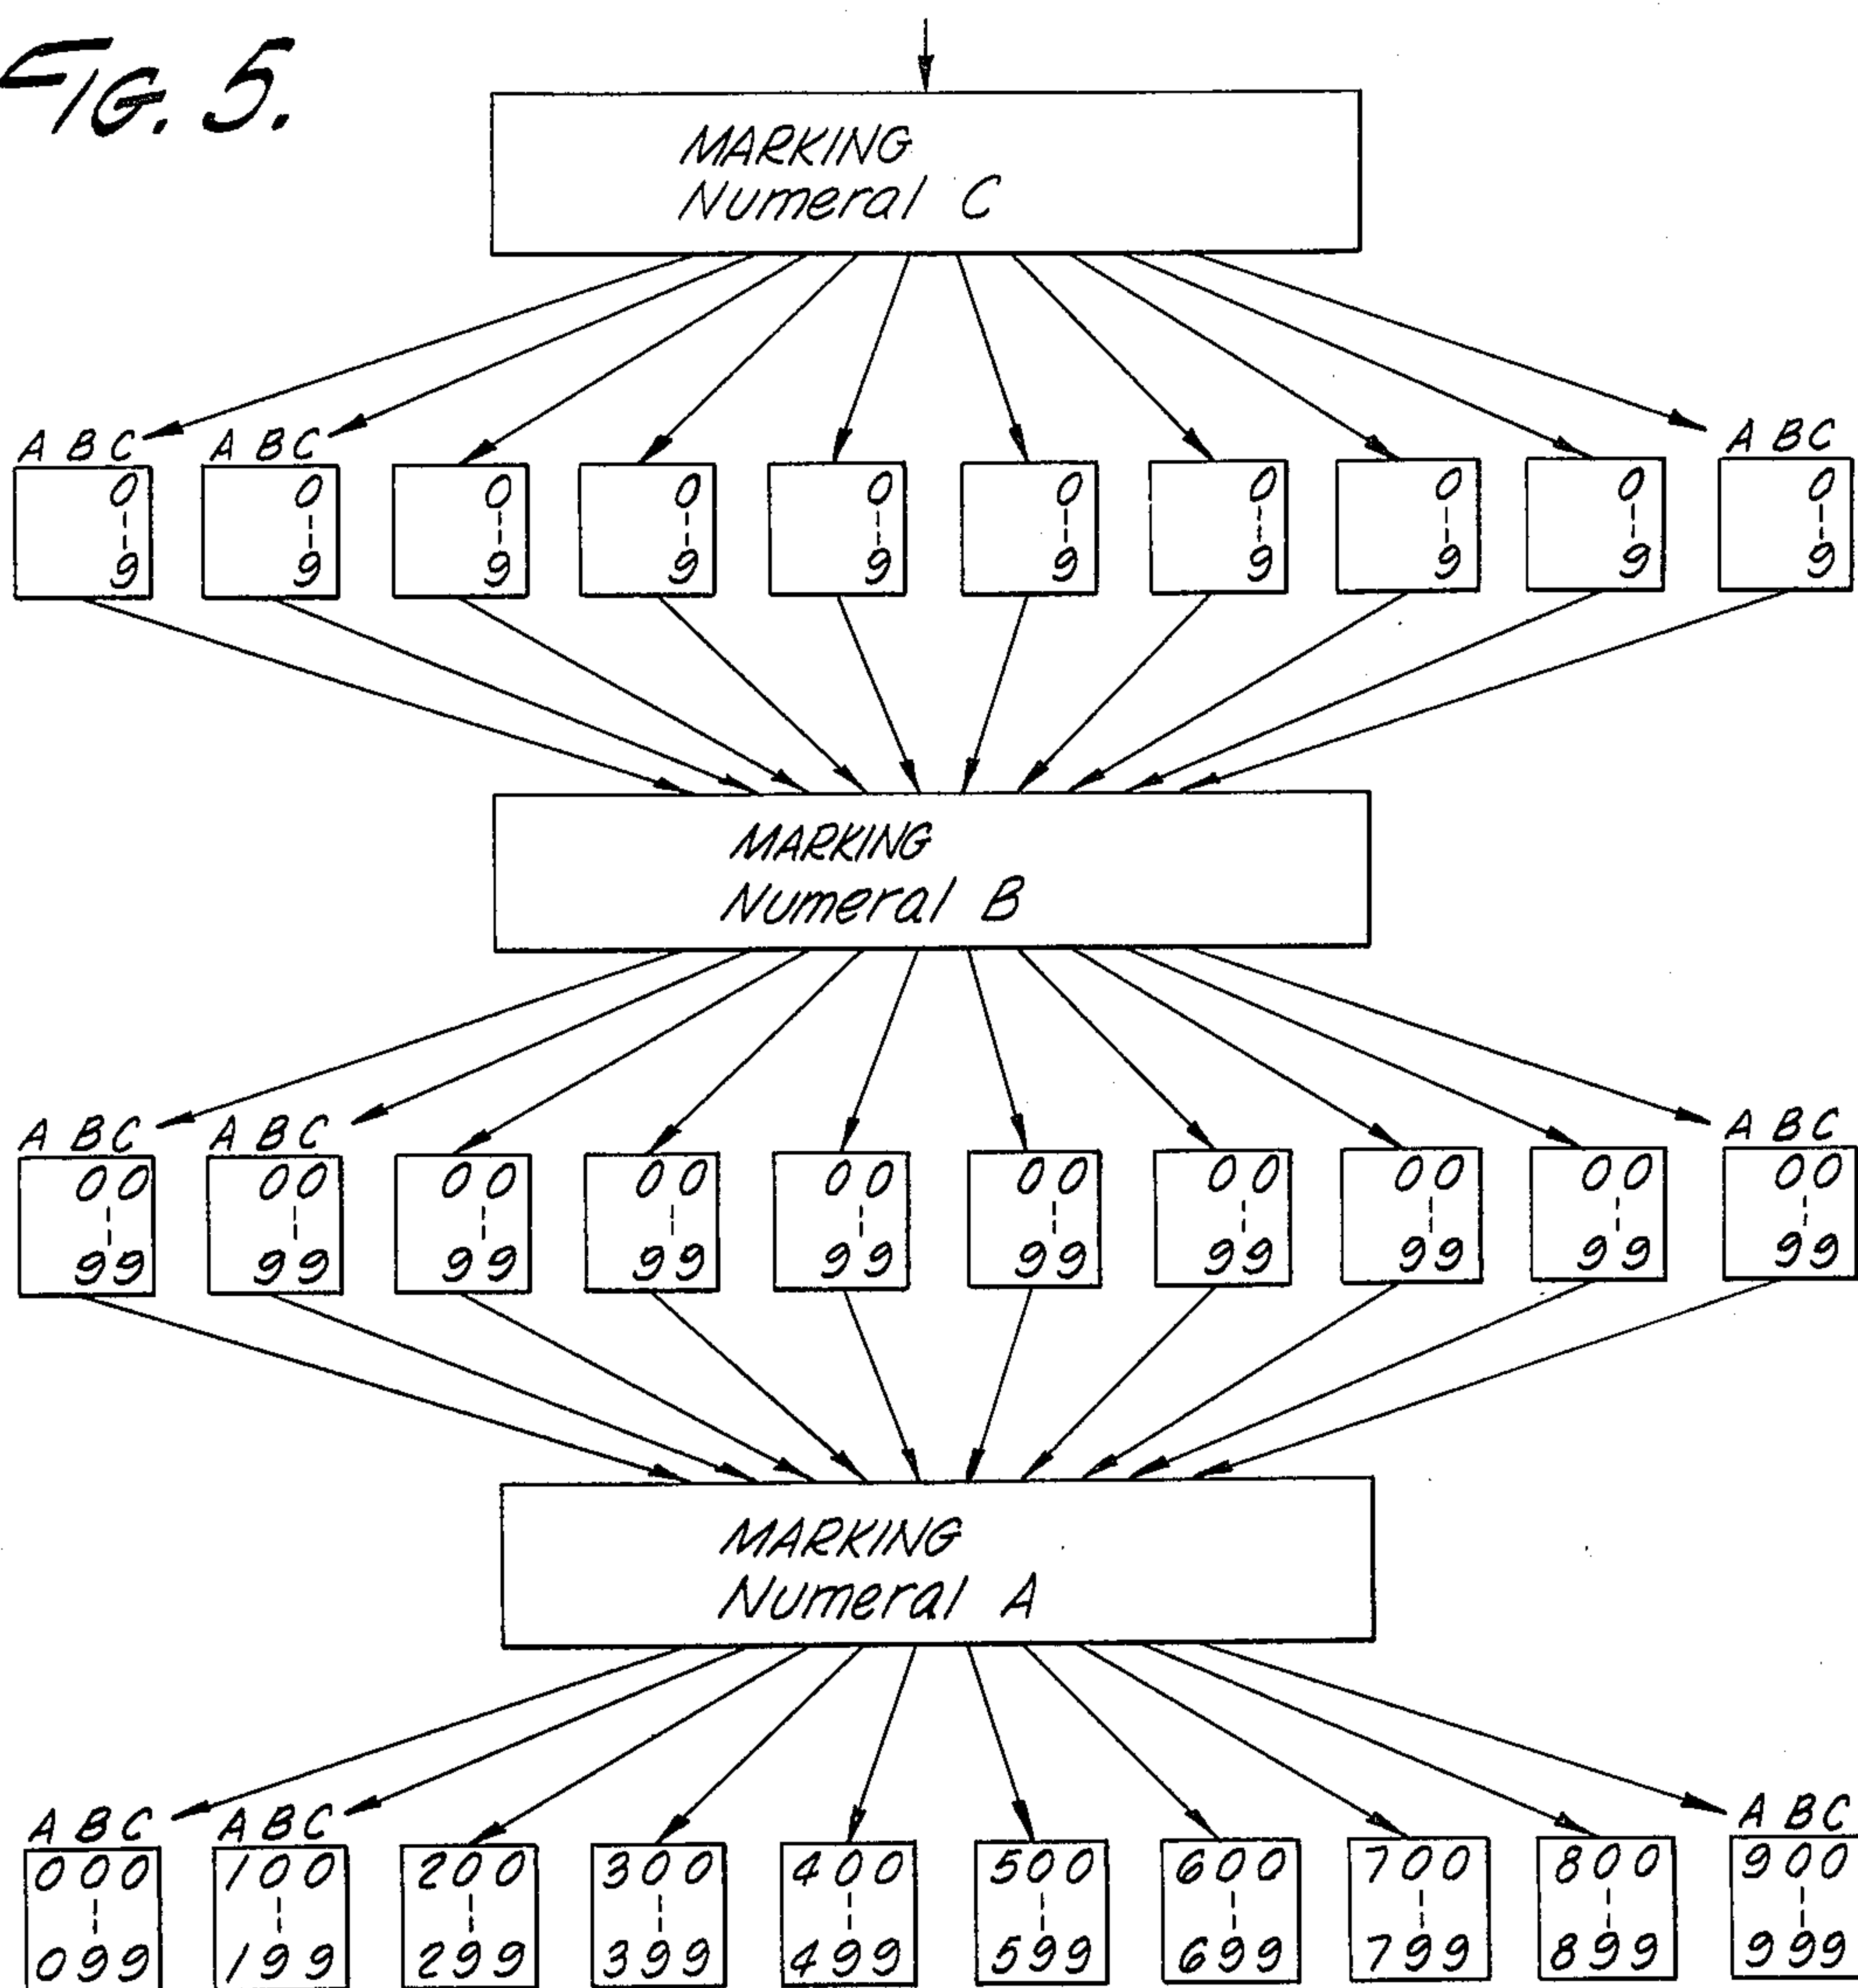 FIG. 5.
MARKING
Numeral C
A B C A B C A B C
0 0 0 0 0 0 0 0 0 0
9 9 9 9 9 9 9 9 9 9
MARKING
Numeral B
A B C A B C A B C
00 00 00 00 00 00 00 00 00 00
99 99 99 99 99 99 99 99 99 99
MARKING
Numeral A
A B C A B C A B C
000 100 200 300 400 500 600 700 800 900
099 199 299 399 499 599 699 799 899 999